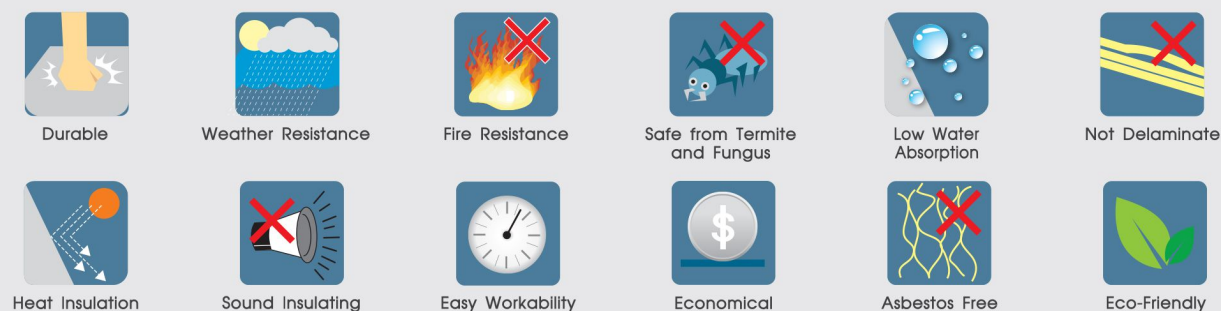 Durable
Weather Resistance
Fire Resistance
Safe from Termite
and Fungus
Low Water
Absorption
Not Delaminate
Heat Insulation
Sound Insulating
Easy Workability
$
Economical
Asbestos Free
Eco-Friendly